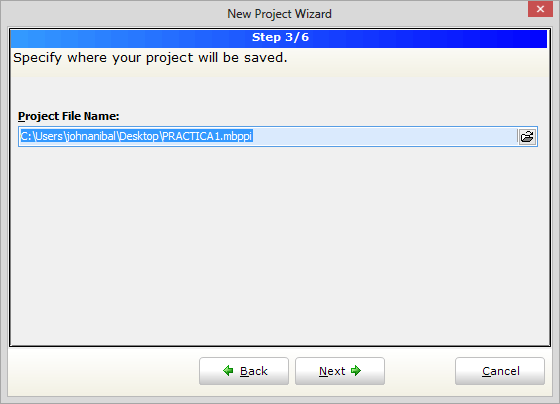 New Project Wizard
Step 3/6
Specify where your project will be saved.
Project File Name:
C:\Users\johnanibal\Desktop\PRACTICA1.mbppi
Back
Next
Cancel